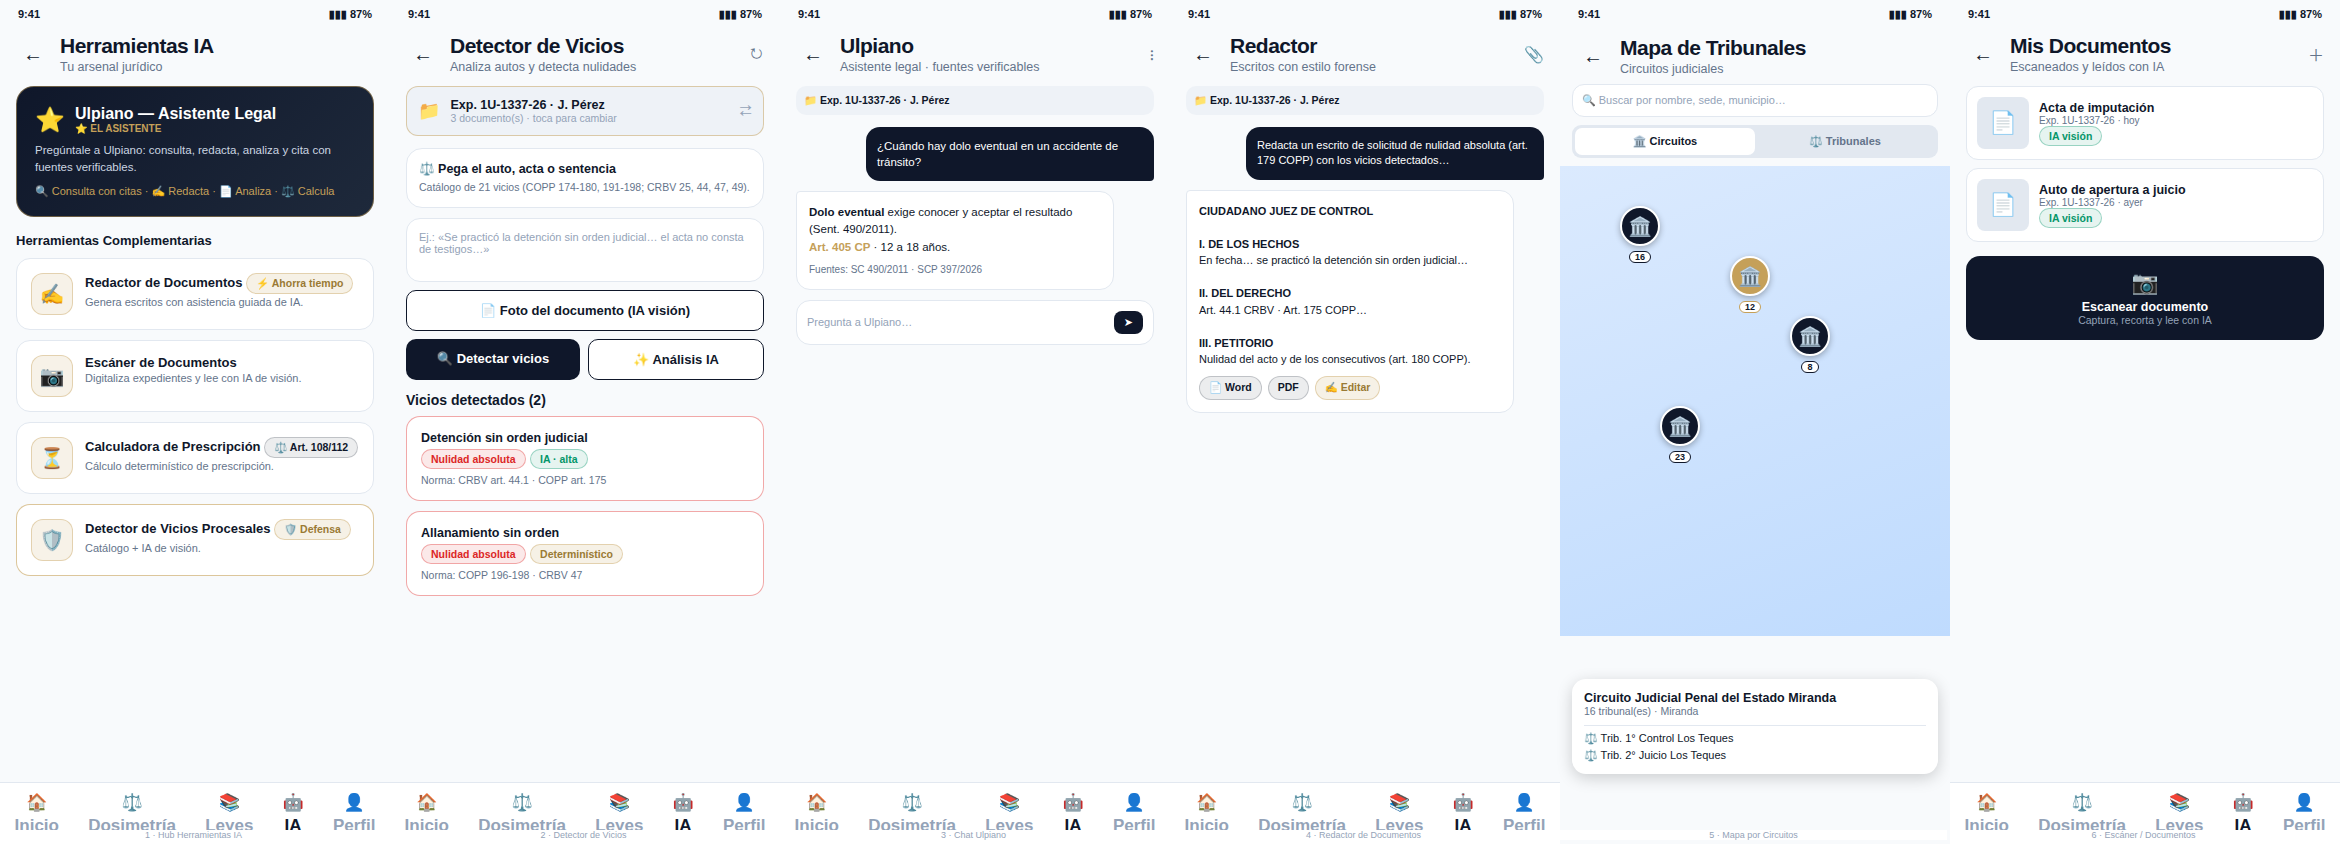 9:41
87%
←
Herramientas IA
Tu arsenal jurídico
Ulpiano — Asistente Legal
EL ASISTENTE
Pregúntale a Ulpiano: consulta, redacta, analiza y cita con
fuentes verificables.
Consulta con citas · Redacta · Analiza · Calcula
Herramientas Complementarias
Redactor de Documentos ⚡ Ahorra tiempo
Genera escritos con asistencia guiada de IA.
Escáner de Documentos
Digitaliza expedientes y lee con IA de visión.
Calculadora de Prescripción ⚖️ Art. 108/112
Cálculo determinístico de prescripción.
Detector de Vicios Procesales 🛡️ Defensa
Catálogo + IA de visión.
Inicio Dosimetría Leyes IA Perfil
1 · Hub Herramientas IA
9:41
87%
←
Detector de Vicios
Analiza autos y detecta nulidades
Exp. 1U-1337-26 · J. Pérez
3 documento(s) · toca para cambiar
Pega el auto, acta o sentencia
Catálogo de 21 vicios (COPP 174-180, 191-198; CRBV 25, 44, 47, 49).
Ej.: «Se practicó la detención sin orden judicial… el acto no consta
de testigos…»
Foto del documento (IA visión)
Detectar vicios
Análisis IA
Vicios detectados (2)
Detención sin orden judicial
Nulidad absoluta IA · alta
Norma: CRBV art. 44.1 · COPP art. 175
Allanamiento sin orden
Nulidad absoluta Determinístico
Norma: COPP 196-198 · CRBV 47
Inicio Dosimetría Leyes IA Perfil
2 · Detector de Vicios
9:41
87%
←
Ulpiano
Asistente legal · fuentes verificables
Exp. 1U-1337-26 · J. Pérez
¿Cuándo hay dolo eventual en un accidente de
tránsito?
Dolo eventual exige conocer y aceptar el resultado
(Sent. 490/2011).
Art. 405 CP · 12 a 18 años.
Fuentes: SC 490/2011 · SCP 397/2026
Pregunta a Ulpiano…
Inicio Dosimetría Leyes IA Perfil
3 · Chat Ulpiano
9:41
87%
←
Redactor
Escritos con estilo forense
Exp. 1U-1337-26 · J. Pérez
Redacta un escrito de solicitud de nulidad absoluta (art.
179 COPP) con los vicios detectados…
CIUDADANO JUEZ DE CONTROL
I. DE LOS HECHOS
En fecha… se practicó la detención sin orden judicial…
II. DEL DERECHO
Art. 44.1 CRBV · Art. 175 COPP…
III. PETITORIO
Nulidad del acto y de los consecutivos (art. 180 COPP).
Word PDF Editar
Inicio Dosimetría Leyes IA Perfil
4 · Redactor de Documentos
9:41
87%
←
Mapa de Tribunales
Circuitos judiciales
Buscar por nombre, sede, municipio…
Circuitos
Tribunales
16
12
8
23
Circuito Judicial Penal del Estado Miranda
16 tribunal(es) · Miranda
Trib. 1° Control Los Teques
Trib. 2° Juicio Los Teques
5 · Mapa por Circuitos
9:41
87%
←
Mis Documentos
Escaneados y leídos con IA
Acta de imputación
Exp. 1U-1337-26 · hoy
IA visión
Auto de apertura a juicio
Exp. 1U-1337-26 · ayer
IA visión
Escanear documento
Captura, recorta y lee con IA
Inicio Dosimetría Leyes IA Perfil
6 · Escáner / Documentos